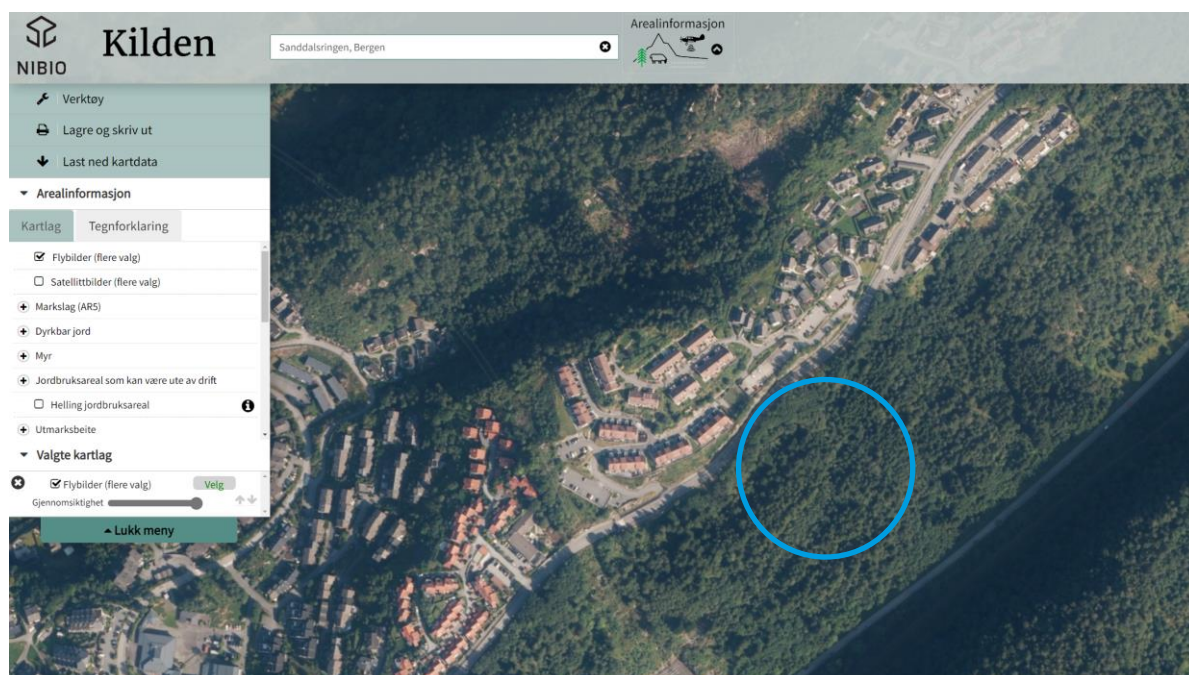 NIBIO
Kilden
Sanddalsringen, Bergen
Arealinformasjon
Verktøy
Lagre og skriv ut
Last ned kartdata
Arealinformasjon
Kartlag Tegnforklaring
Flybilder (flere valg)
Satellittbilder (flere valg)
Markslag (AR5)
Dyrkbar jord
Myr
Jordbruksareal som kan være ute av drift
Helling jordbruksareal
Utmarksbeite
Valgte kartlag
Flybilder (flere valg) Velg
Gjennomsiktighet
Lukk meny